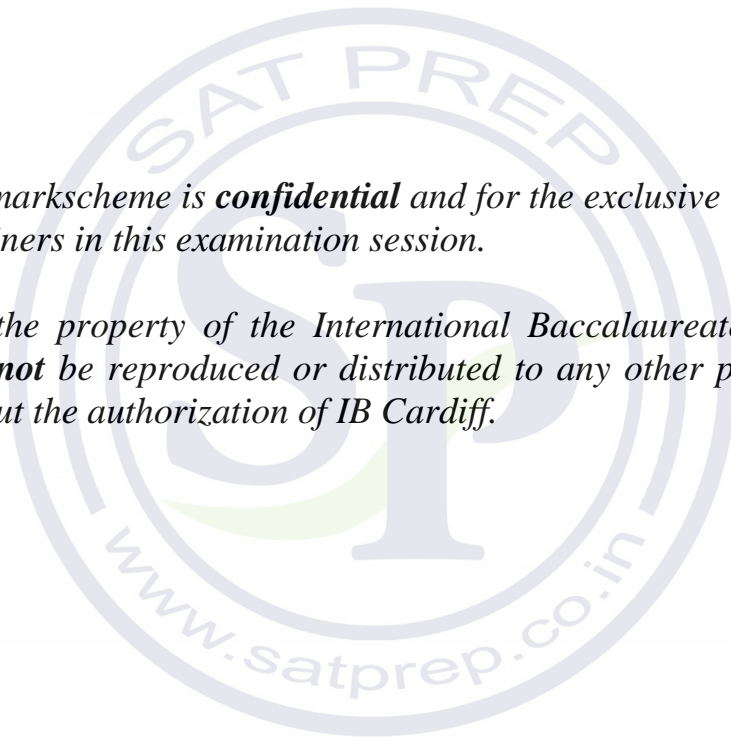 SAT PREP
markscheme is confidential and for the exclusive
iners in this examination session.
the property of the International Baccalaureate
not be reproduced or distributed to any other p
ut the authorization of IB Cardiff.
SP
www.satprep.co.in